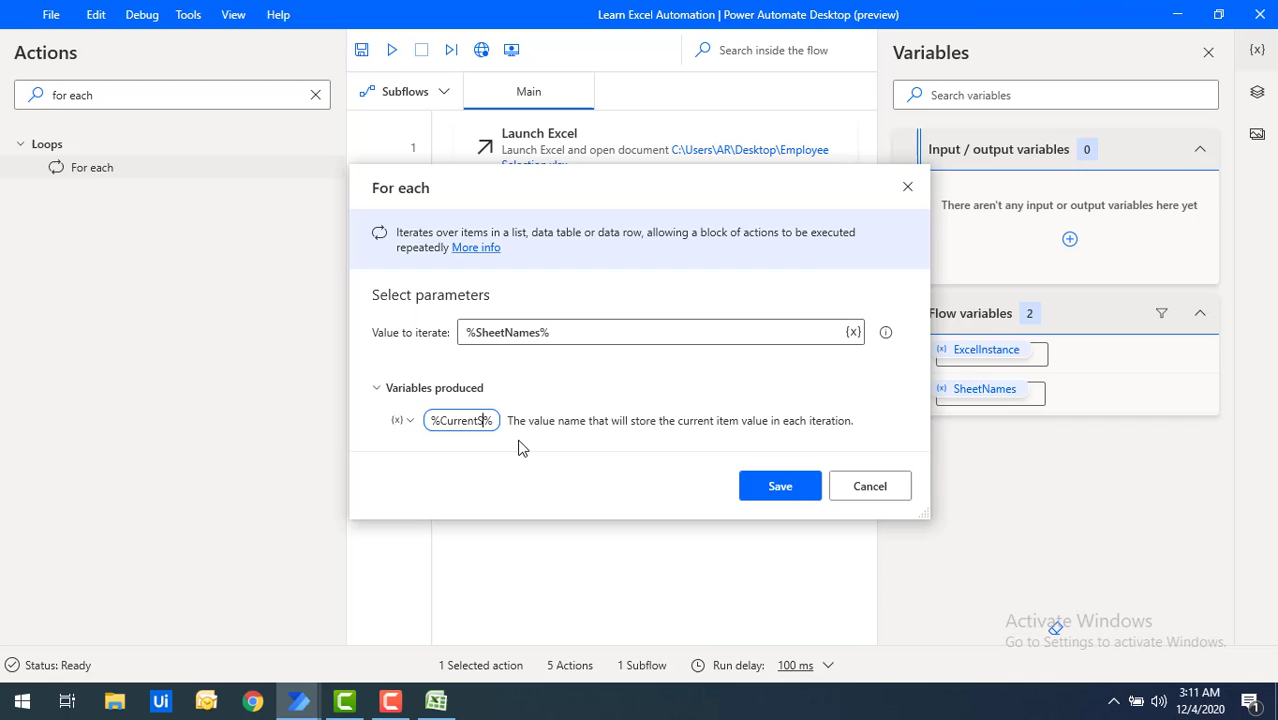 File Edit Debug Tools View Help
Learn Excel Automation | Power Automate Desktop (preview)
Actions
for each
Loops
For each
Search inside the flow
Subflows
Main
1
Launch Excel
Launch Excel and open document C:\Users\AR\Desktop\Employee
Selection.xlsx
For each
Iterates over items in a list, data table or data row, allowing a block of actions to be executed
repeatedly More info
Select parameters
Value to iterate: %SheetNames% {x}
Variables produced
(x) %CurrentS% The value name that will store the current item value in each iteration.
Save Cancel
Variables
{x}
Search variables
Input / output variables 0
There aren't any input or output variables here yet
Flow variables 2
(x) ExcelInstance
(x) SheetNames
Activate Windows
Go to Settings to activate Windows.
Status: Ready
1 Selected action 5 Actions 1 Subflow Run delay: 100 ms
Ui
3:11 AM
12/4/2020
1